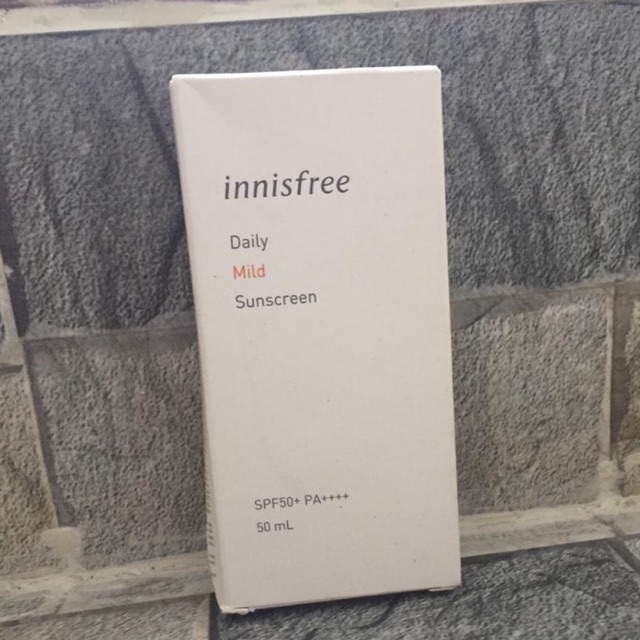 innisfree
Daily
Mild
Sunscreen
SPF50+ PA++++
50 mL